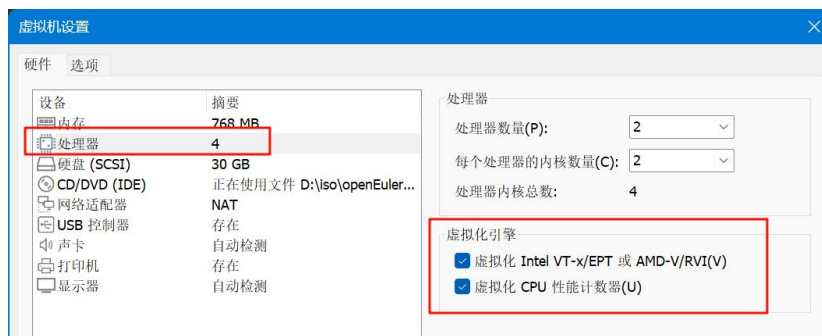 虚拟机设置
硬件 选项
设备 摘要
内存 768 MB
处理器 4
硬盘 (SCSI) 30 GB
CD/DVD (IDE) 正在使用文件 D:\iso\openEuler...
网络适配器 NAT
USB 控制器 存在
声卡 自动检测
打印机 存在
显示器 自动检测
处理器
处理器数量(P): 2
每个处理器的内核数量(C): 2
处理器内核总数: 4
虚拟化引擎
虚拟化 Intel VT-x/EPT 或 AMD-V/RVI(V)
虚拟化 CPU 性能计数器(U)